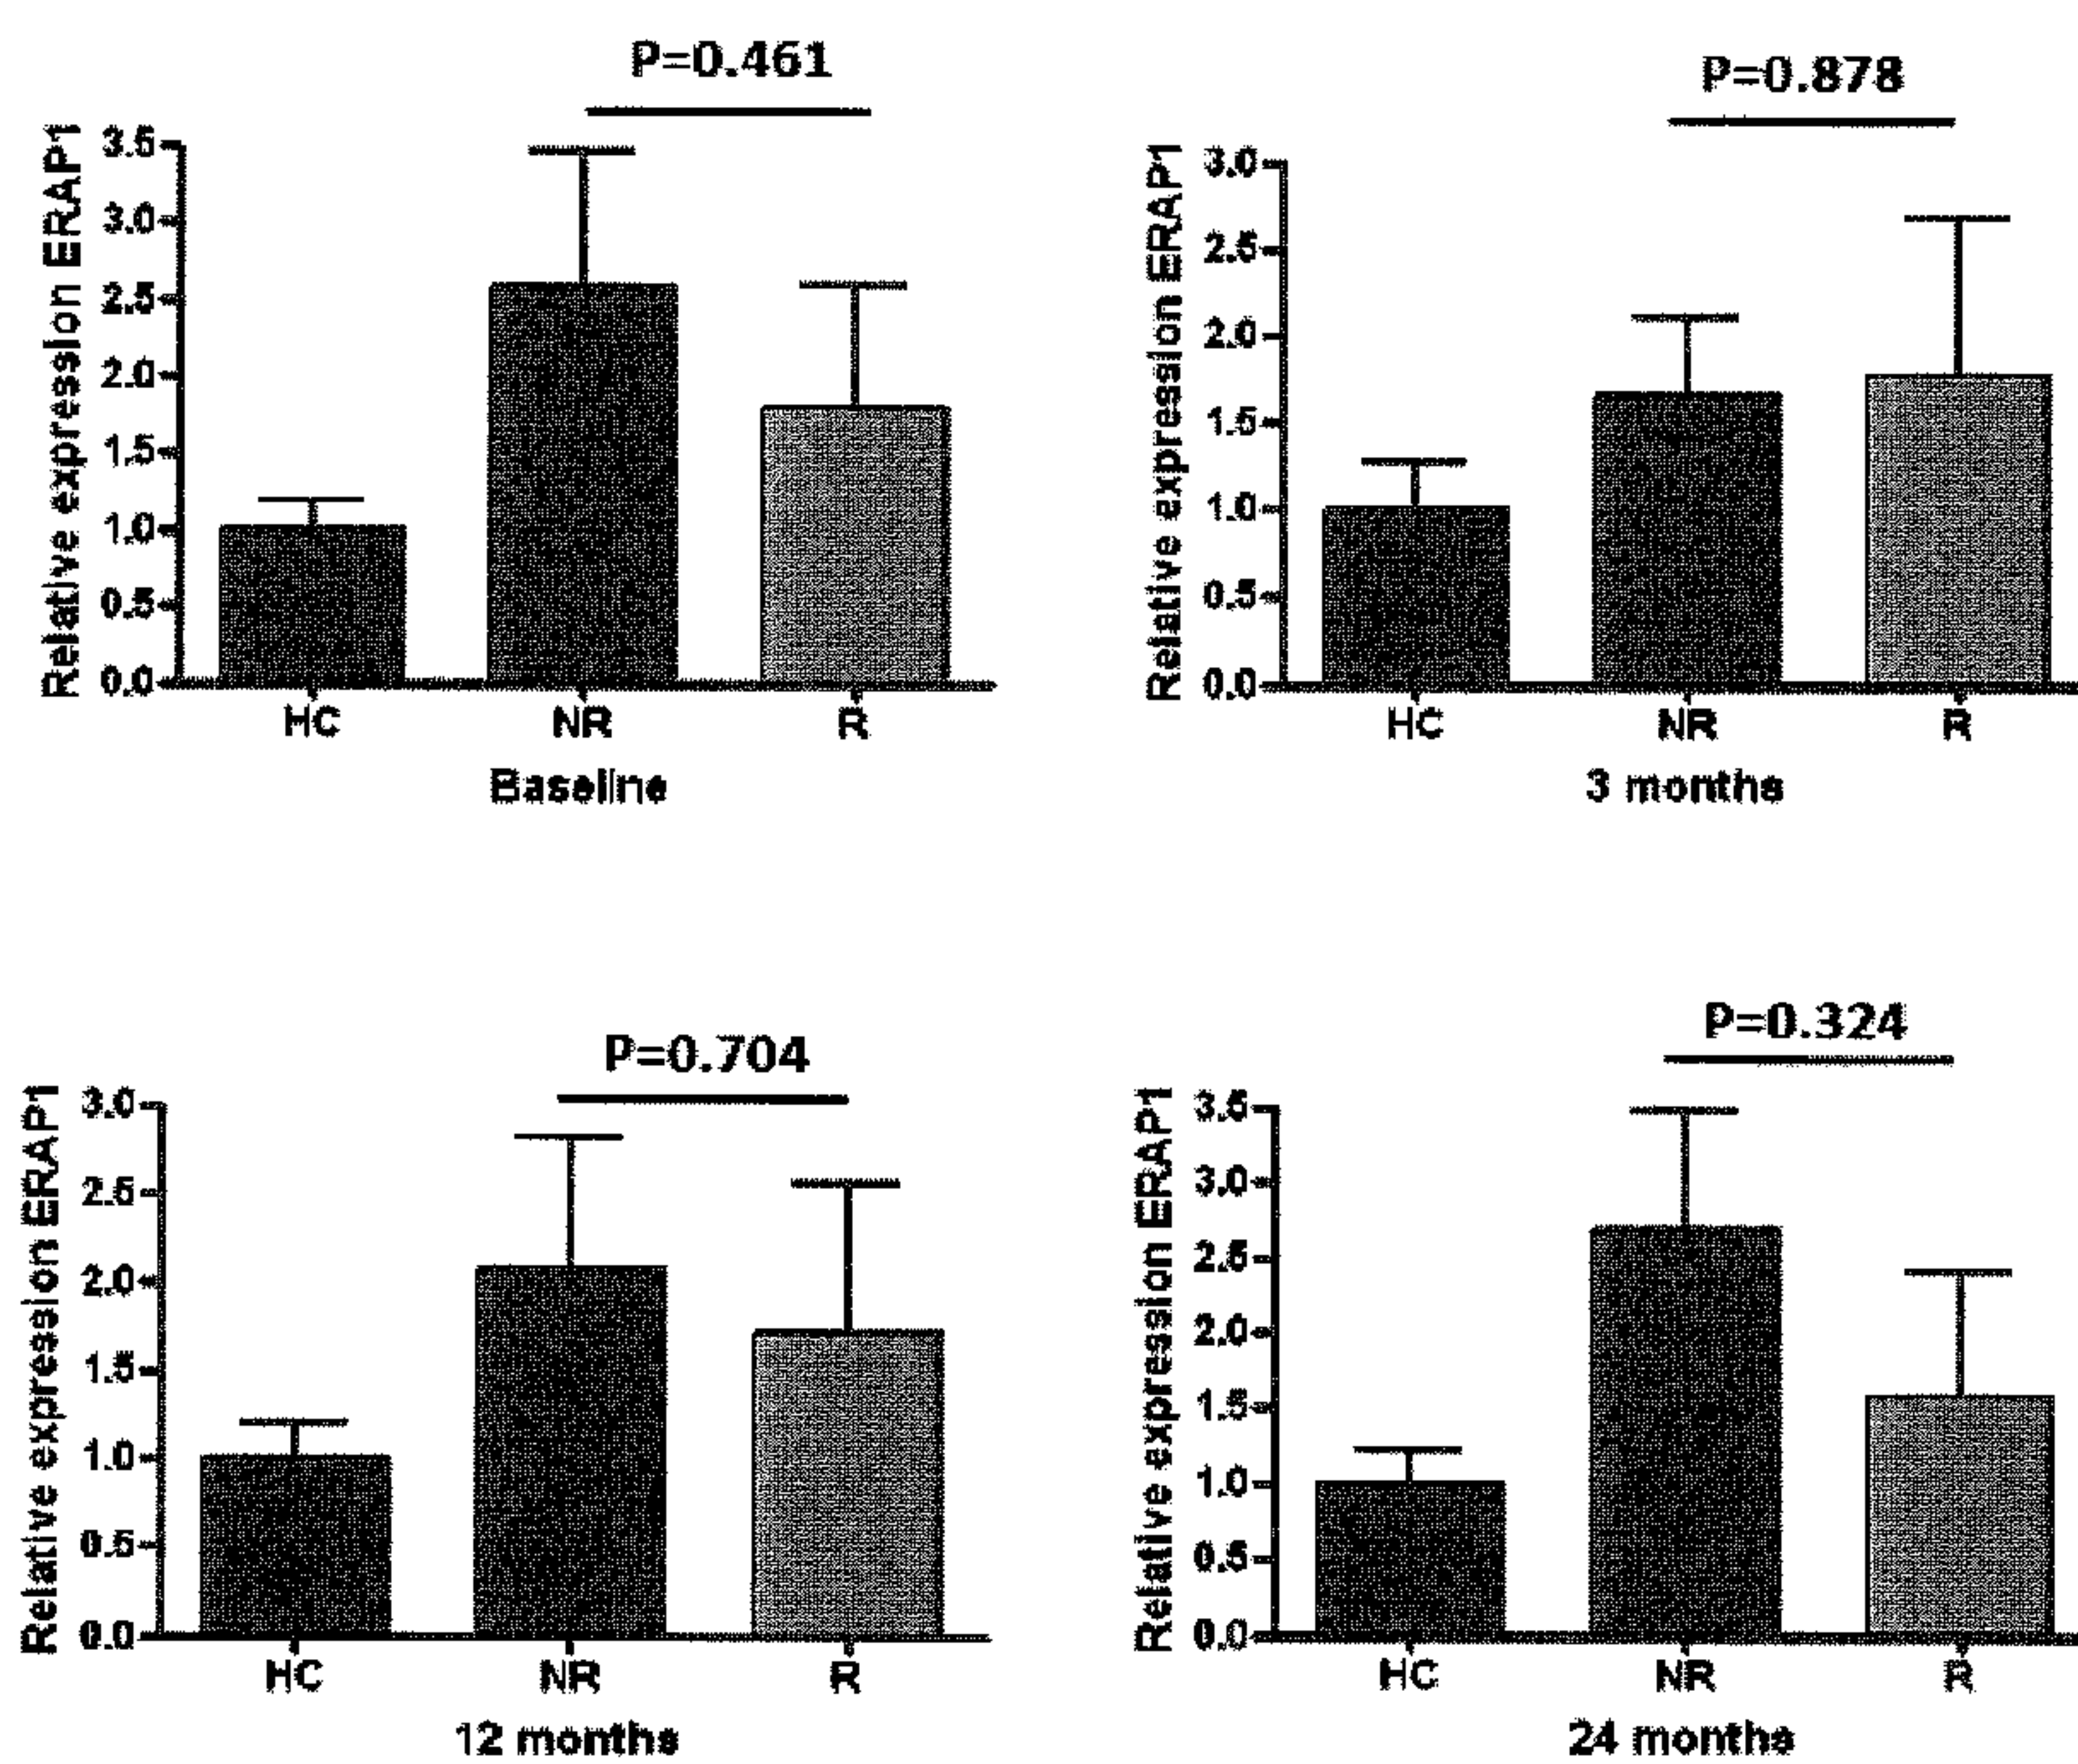 P=0.461
Relative expression ERAP1
3.5
3.0
2.5
2.0
1.5
1.0
0.5
0.0
HC NR R
Baseline
P=0.878
Relative expression ERAP1
3.0
2.5
2.0
1.5
1.0
0.5
0.0
HC NR R
3 months
P=0.704
Relative expression ERAP1
3.0
2.5
2.0
1.5
1.0
0.5
0.0
HC NR R
12 months
P=0.324
Relative expression ERAP1
3.5
3.0
2.5
2.0
1.5
1.0
0.5
0.0
HC NR R
24 months